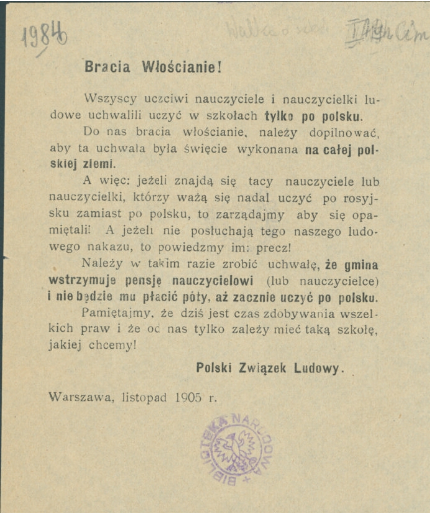 1984
Bracia Włościanie!
Wszyscy uczciwi nauczyciele i nauczycielki lu-
dowe uchwalili uczyć w szkołach tylko po polsku.
Do nas bracia włościanie, należy dopilnować,
aby ta uchwała była święcie wykonana na całej pol-
skiej ziemi.
A więc: jeżeli znajdą się tacy nauczyciele lub
nauczycielki, którzy ważą się nadal uczyć po rosyj-
sku zamiast po polsku, to zarządajmy aby się opa-
miętali! A jeżeli nie posłuchają tego naszego ludo-
wego nakazu, to powiedzmy im: precz!
Należy w takim razie zrobić uchwałę, że gmina
wstrzymuje pensję nauczycielowi (lub nauczycielce)
i nie będzie mu płacić póty, aż zacznie uczyć po polsku.
Pamiętajmy, że dziś jest czas zdobywania wszel-
kich praw i że od nas tylko zależy mieć taką szkołę,
jakiej chcemy!
Polski Związek Ludowy.
Warszawa, listopad 1905 r.
BIBLIOTEKA NARODOWA